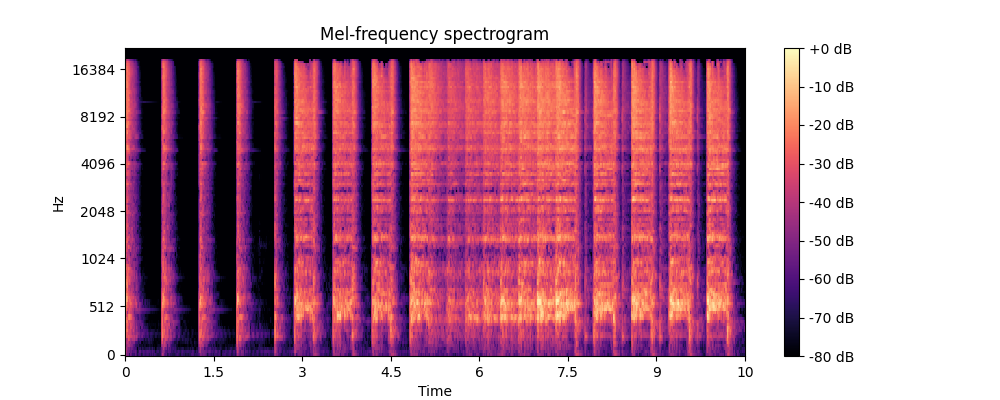 Mel-frequency spectrogram
Hz
16384
8192
4096
2048
1024
512
0
0 1.5 3 4.5 6 7.5 9 10
Time
+0 dB
-10 dB
-20 dB
-30 dB
-40 dB
-50 dB
-60 dB
-70 dB
-80 dB